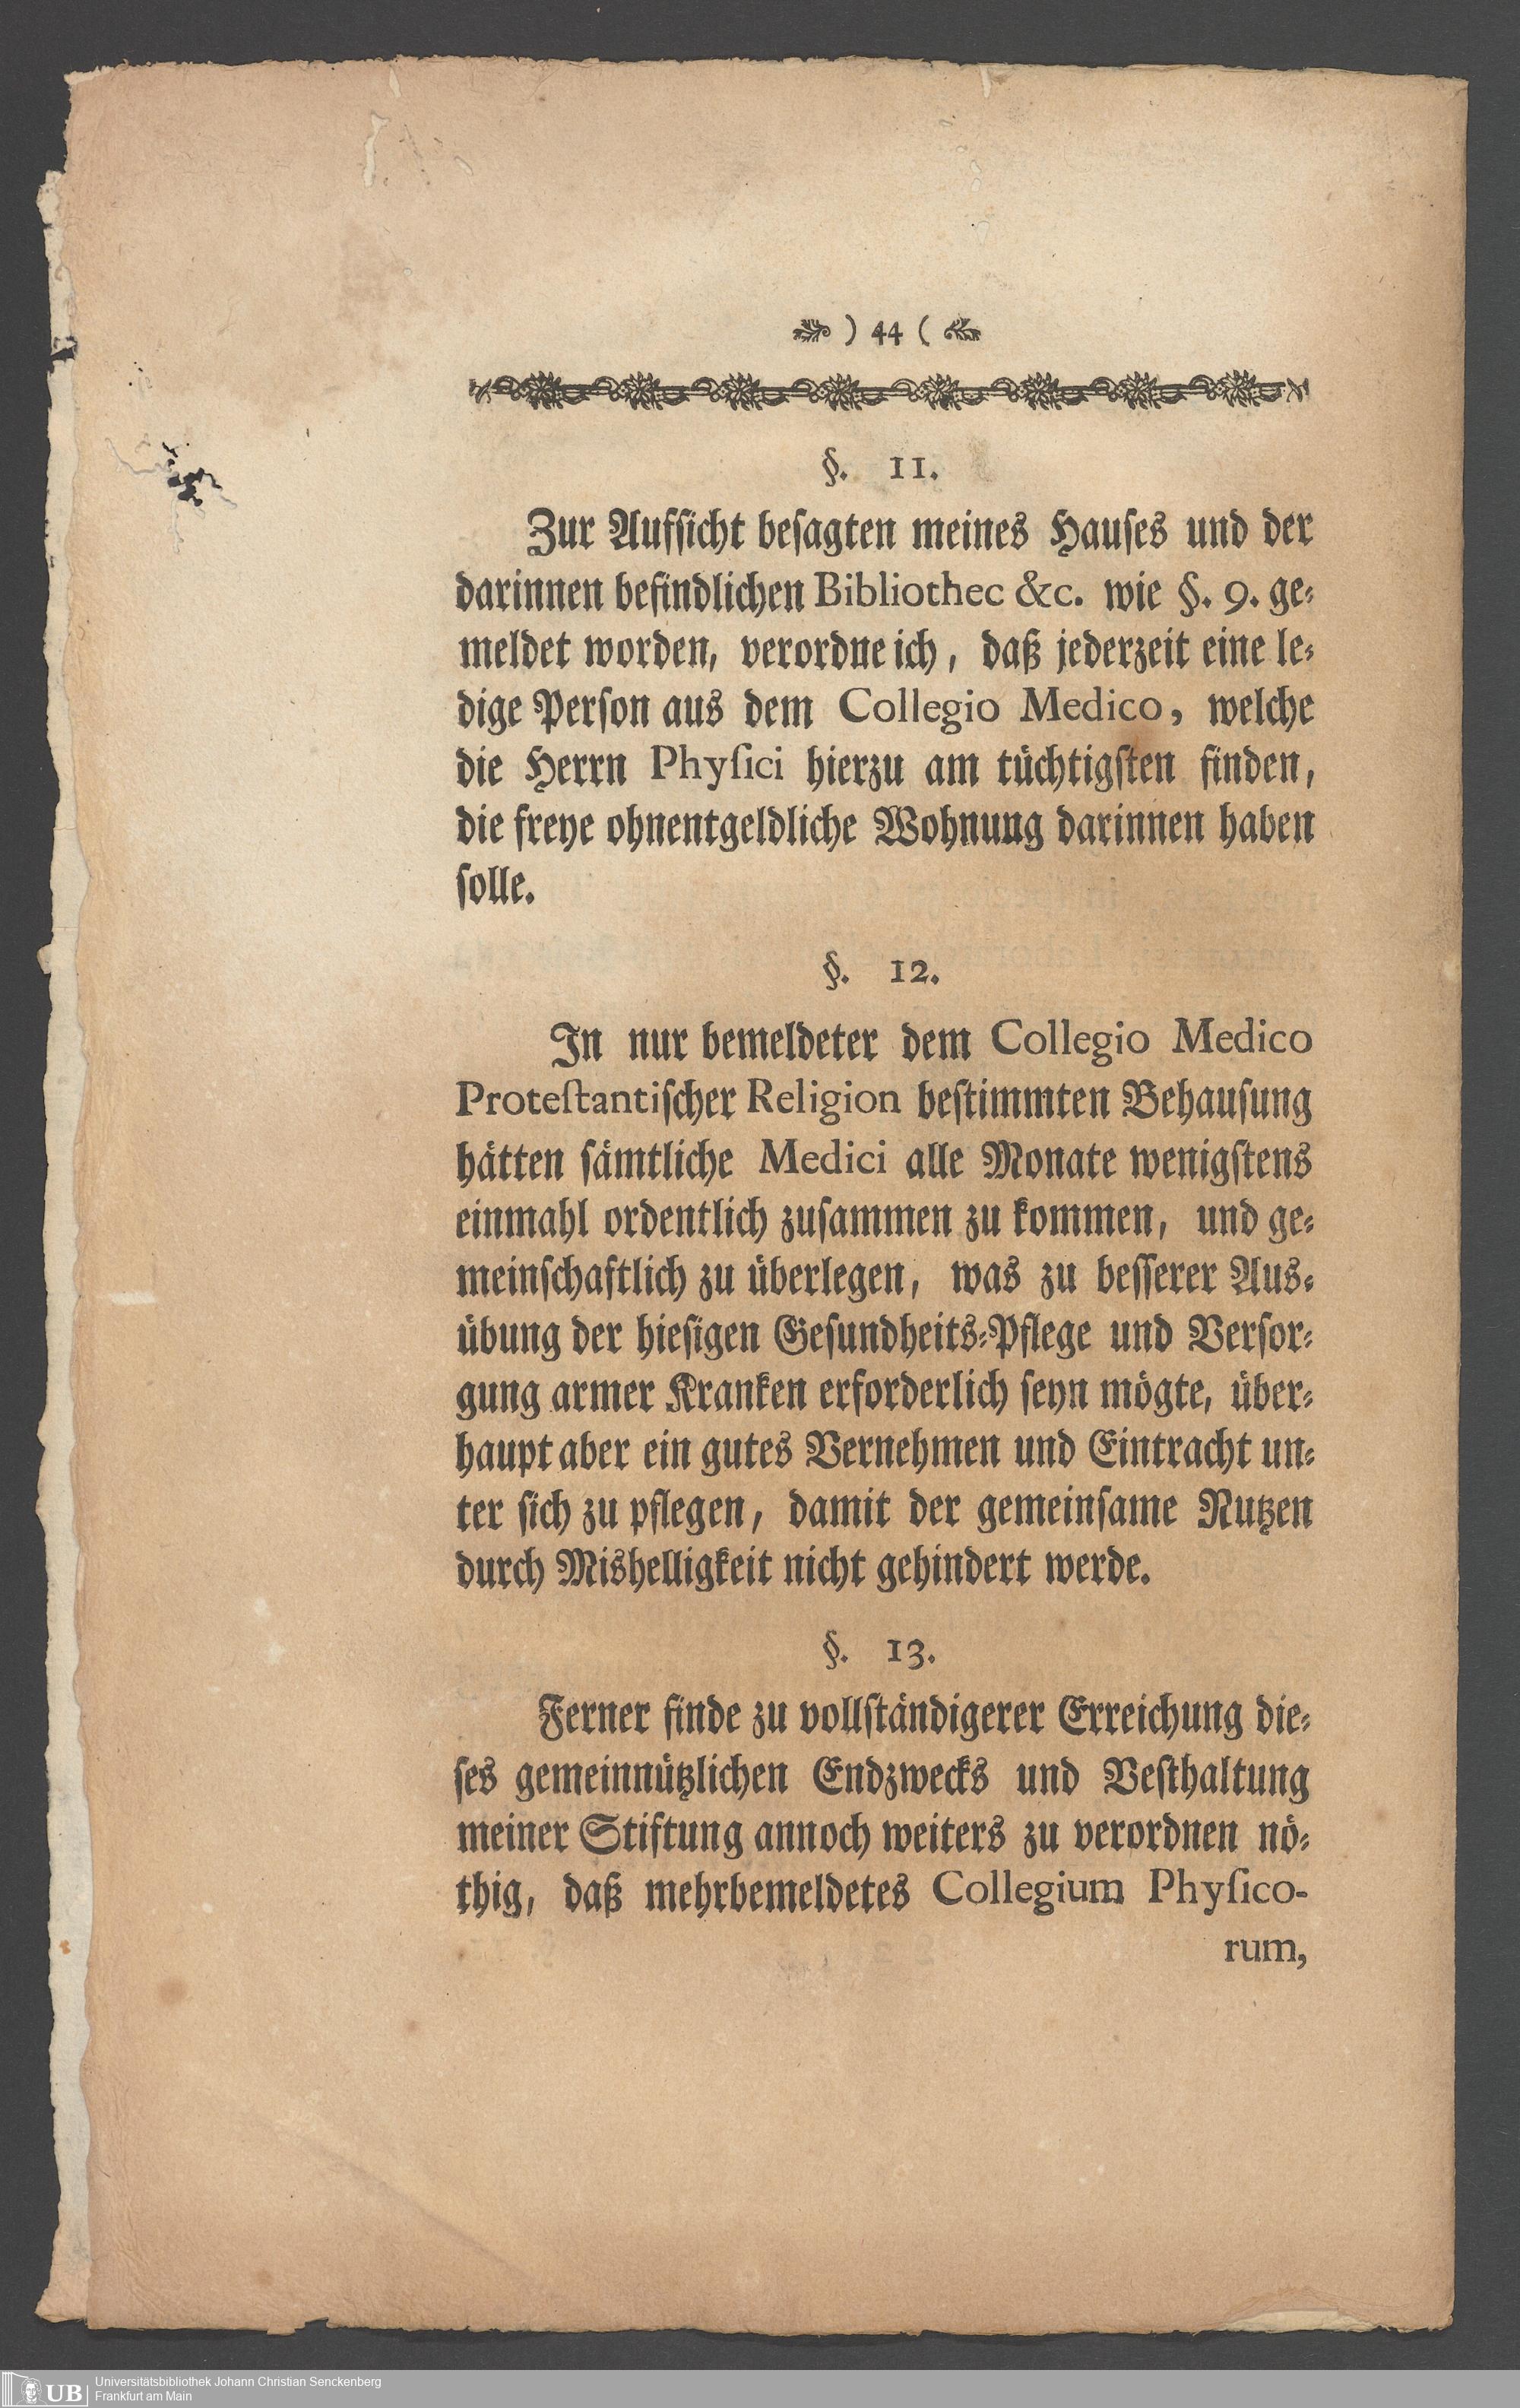 ) 44 (
§. 11.
Zur Aufsicht besagten meines Hauses und der
darinnen befindlichen Bibliothec &c. wie §. 9. ge-
meldet worden, verordne ich, daß jederzeit eine le-
dige Person aus dem Collegio Medico, welche
die Herrn Physici hierzu am tüchtigsten finden,
die freye ohnentgeldliche Wohnung darinnen haben
solle.
§. 12.
In nur bemeldeter dem Collegio Medico
Protestantischer Religion bestimmten Behausung
hätten sämtliche Medici alle Monate wenigstens
einmahl ordentlich zusammen zu kommen, und ge-
meinschaftlich zu überlegen, was zu besserer Aus-
übung der hiesigen Gesundheits-Pflege und Versor-
gung armer Kranken erforderlich seyn mögte, über-
haupt aber ein gutes Vernehmen und Eintracht un-
ter sich zu pflegen, damit der gemeinsame Nutzen
durch Mishelligkeit nicht gehindert werde.
§. 13.
Ferner finde zu vollständigerer Erreichung die-
ses gemeinnützlichen Endzwecks und Vesthaltung
meiner Stiftung annoch weiters zu verordnen nö-
thig, daß mehrbemeldetes Collegium Physico-
rum,
UB Universitätsbibliothek Johann Christian Senckenberg
Frankfurt am Main